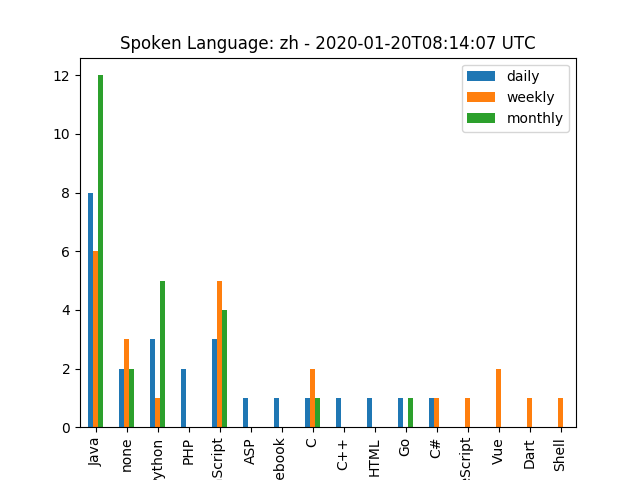 Spoken Language: zh - 2020-01-20T08:14:07 UTC
daily
weekly
monthly
12
10
8
6
4
2
0
Java
none
ython
PHP
Script
ASP
ebook
C
C++
HTML
Go
C#
eScript
Vue
Dart
Shell